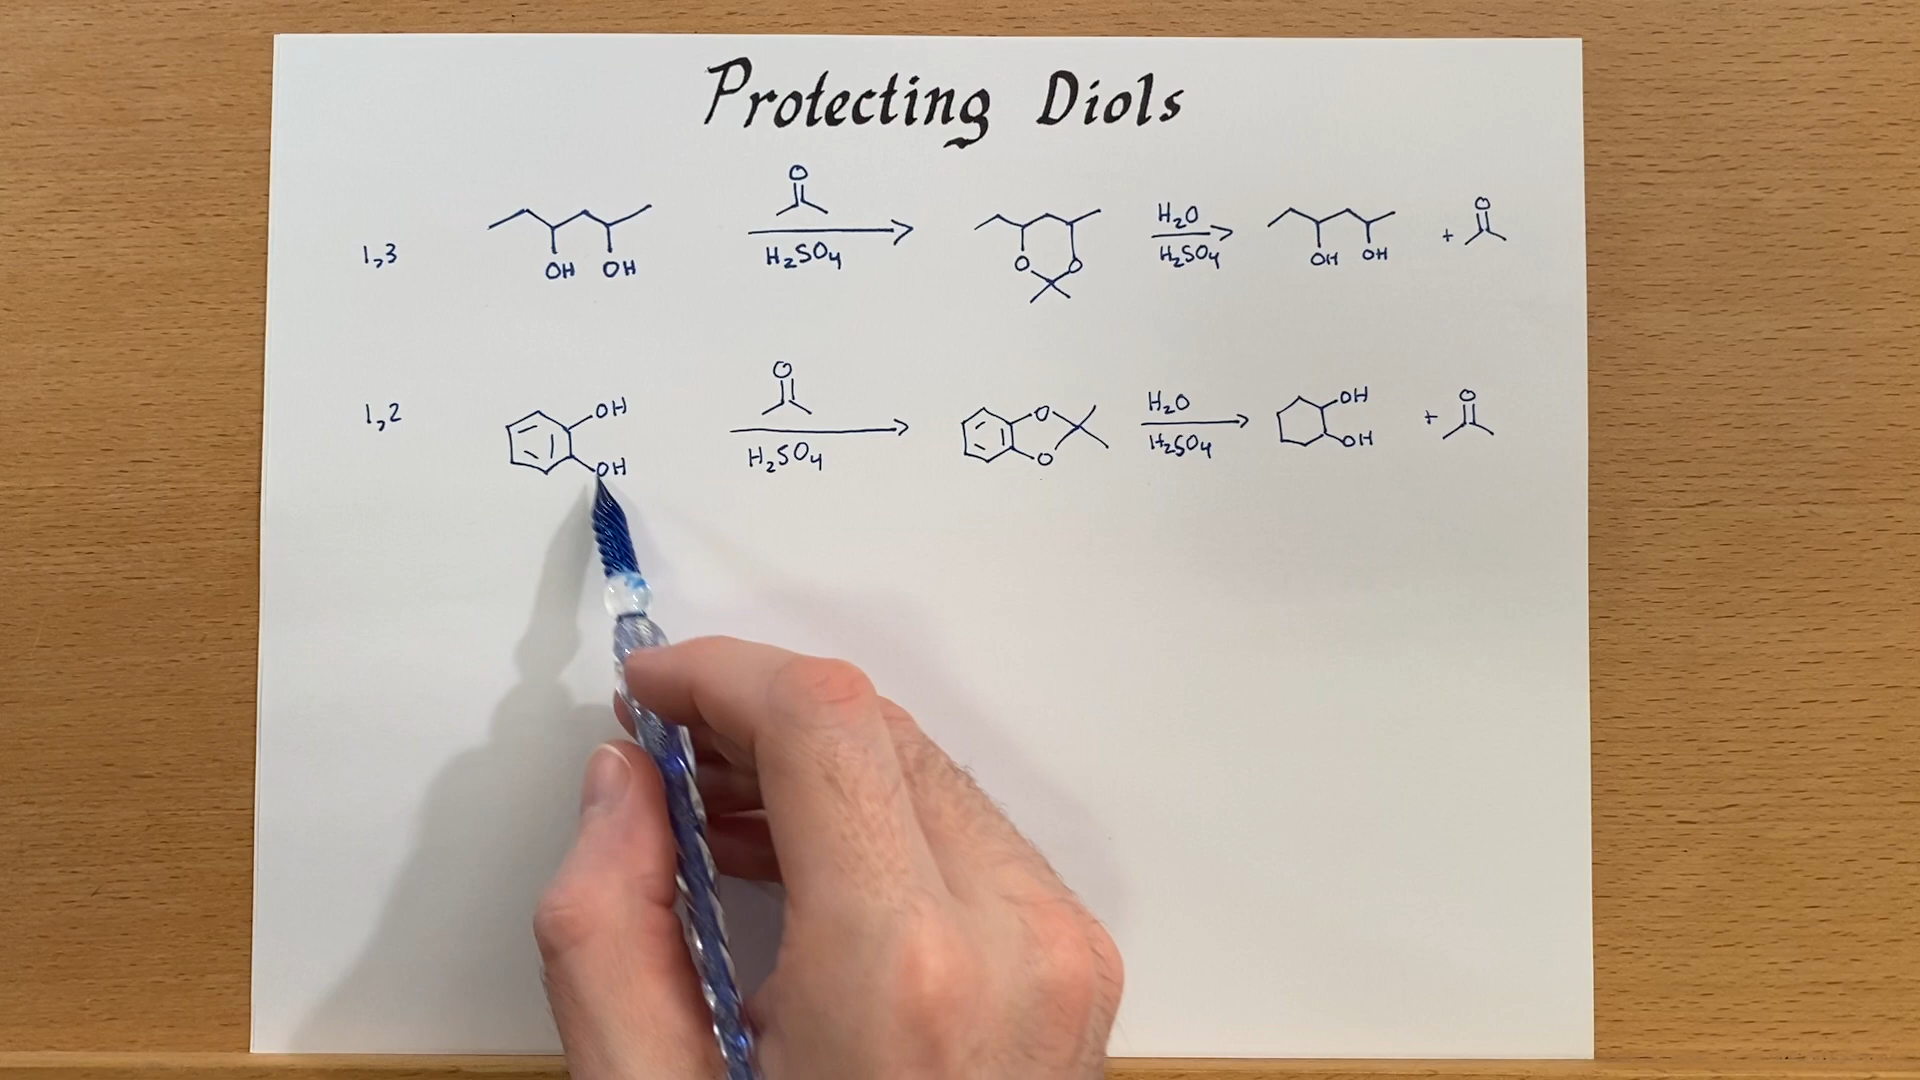 Protecting Diols
O O
1,3 OH OH H₂SO₄ O O H₂O H₂SO₄ OH OH +
O O
1,2 OH OH H₂SO₄ O O H₂O H₂SO₄ OH OH +